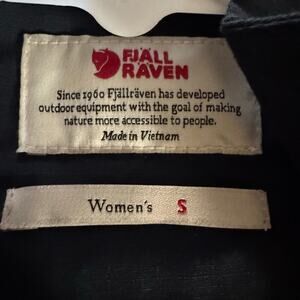 FJÄLL
RÄVEN
Since 1960 Fjällräven has developed
outdoor equipment with the goal of making
nature more accessible to people.
Made in Vietnam
Women's S